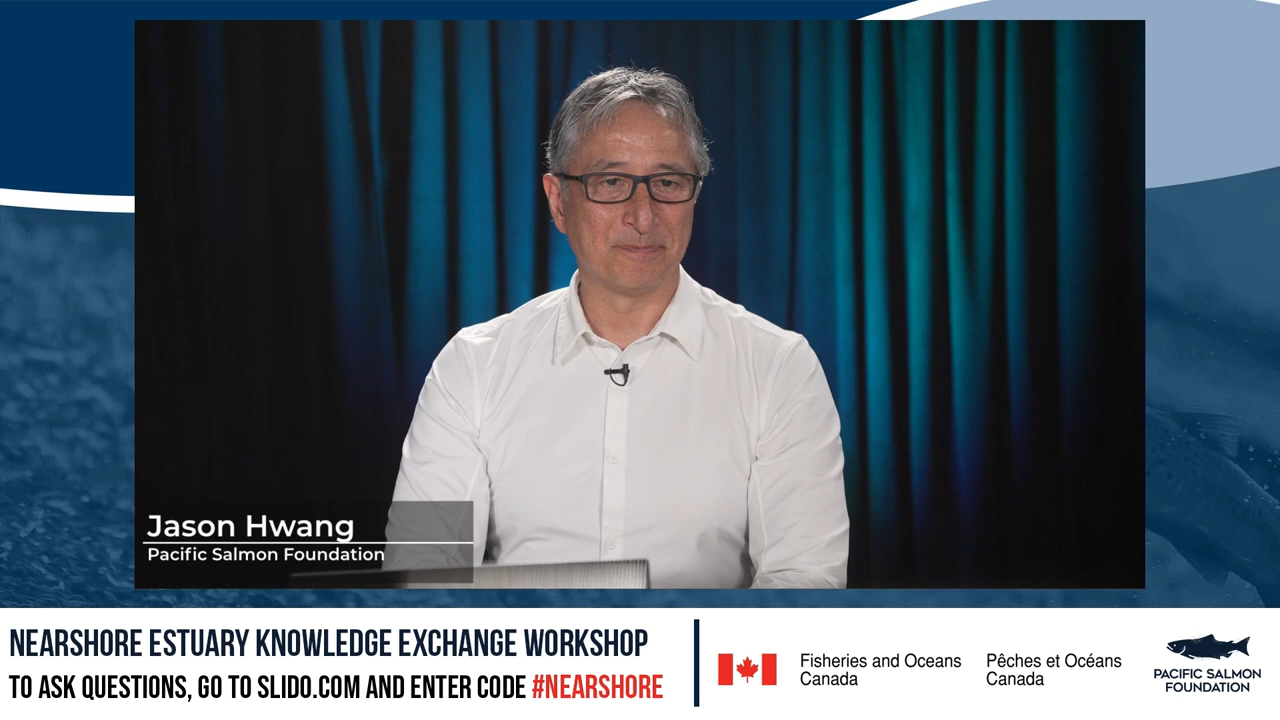 Jason Hwang
Pacific Salmon Foundation
NEARSHORE ESTUARY KNOWLEDGE EXCHANGE WORKSHOP
TO ASK QUESTIONS, GO TO SLIDO.COM AND ENTER CODE #NEARSHORE
Fisheries and Oceans
Canada
Pêches et Océans
Canada
PACIFIC SALMON
FOUNDATION